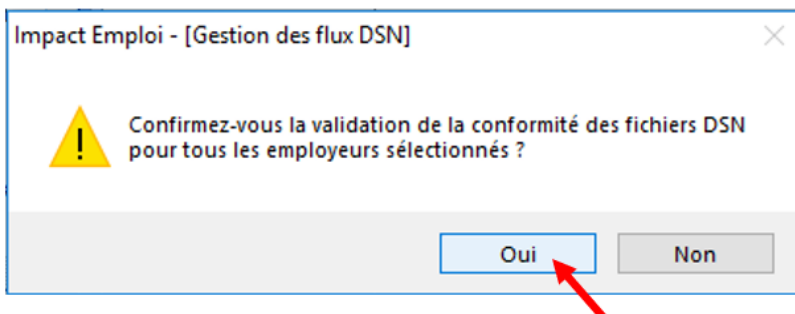 Impact Emploi - [Gestion des flux DSN]
Confirmez-vous la validation de la conformité des fichiers DSN
pour tous les employeurs sélectionnés ?
Oui
Non